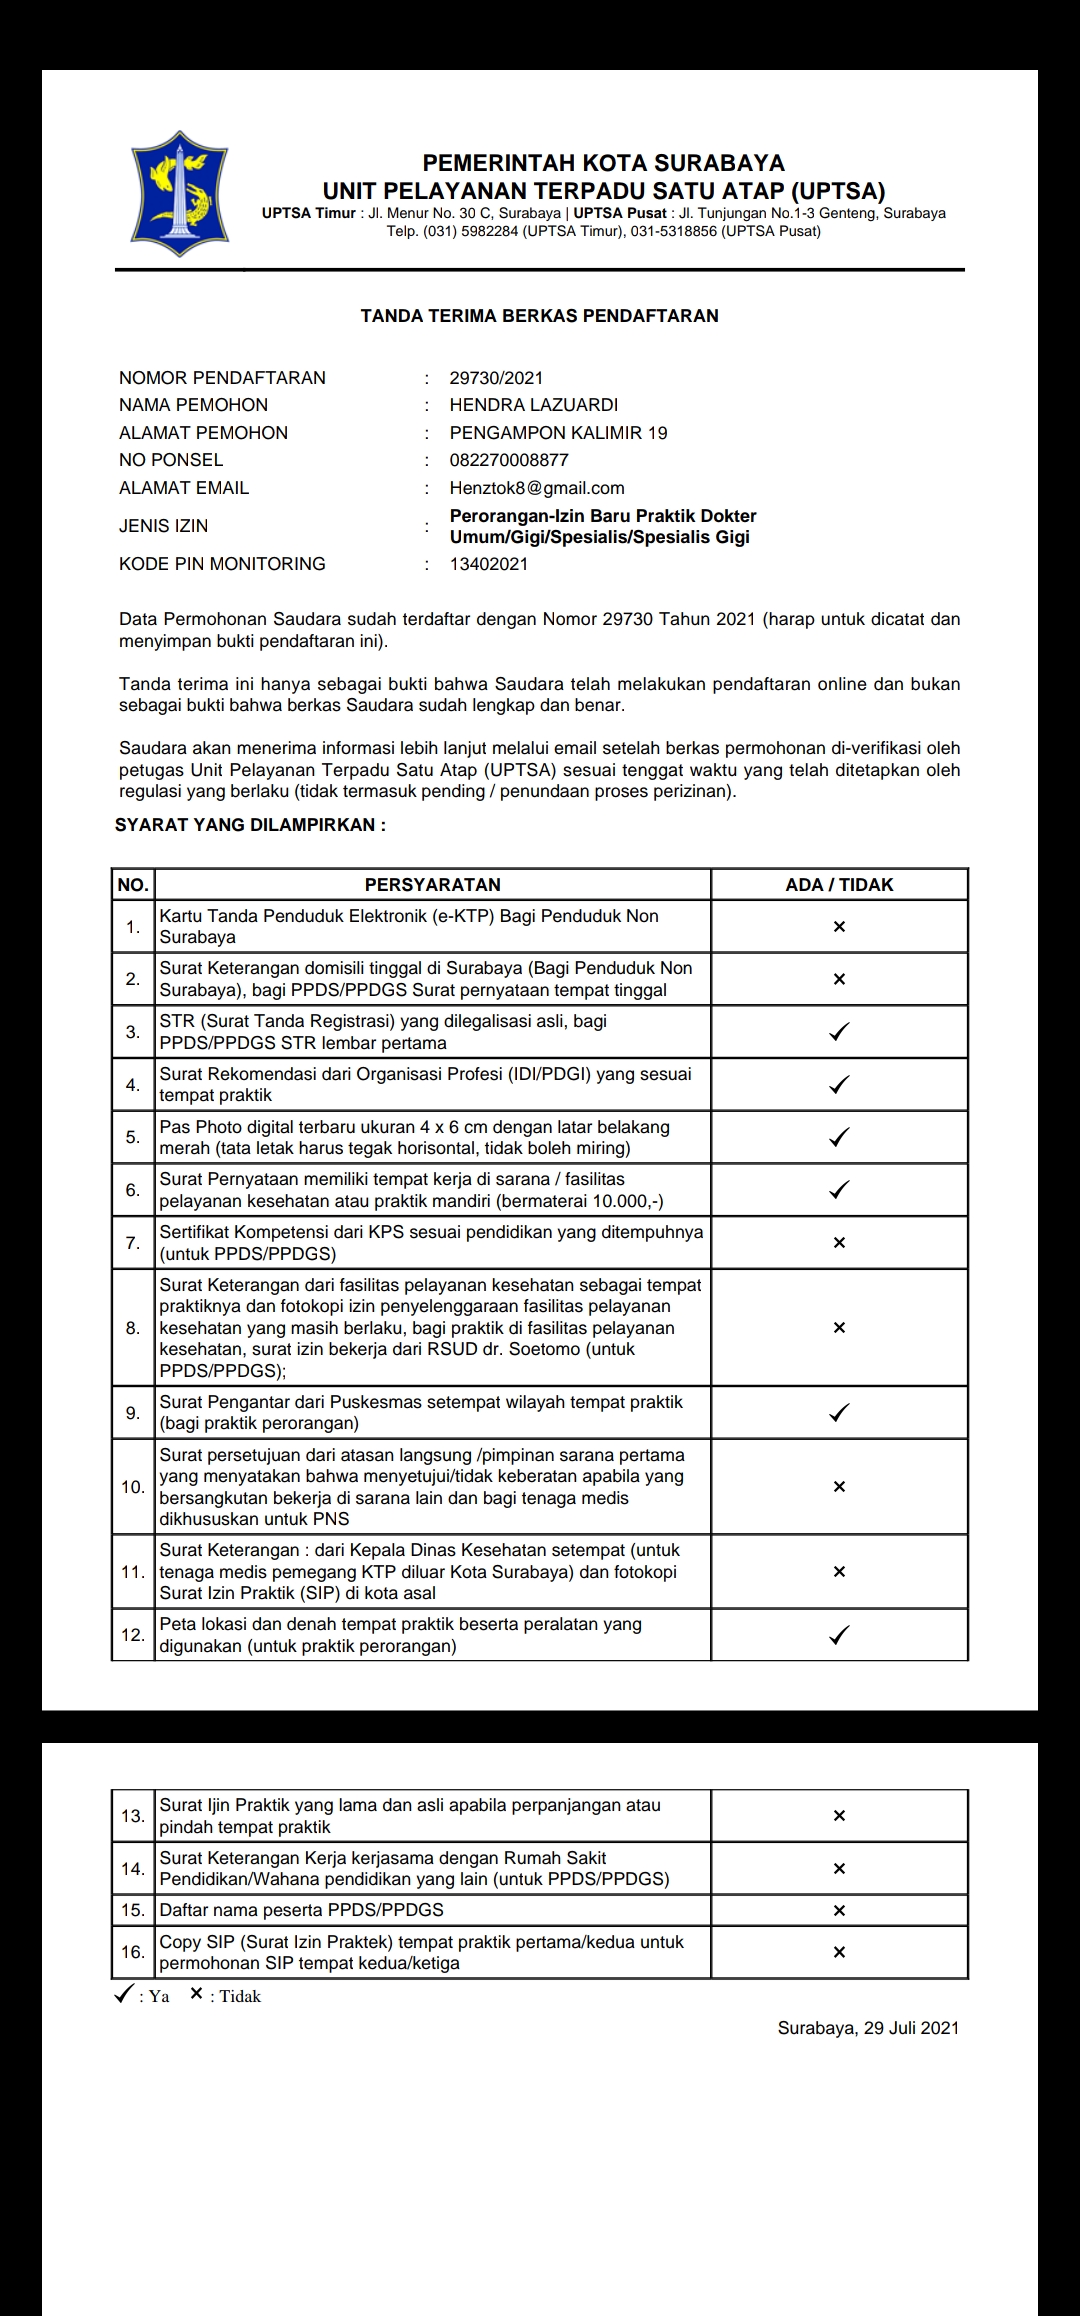 PEMERINTAH KOTA SURABAYA
UNIT PELAYANAN TERPADU SATU ATAP (UPTSA)
UPTSA Timur : Jl. Menur No. 30 C, Surabaya | UPTSA Pusat : Jl. Tunjungan No.1-3 Genteng, Surabaya
Telp. (031) 5982284 (UPTSA Timur), 031-5318856 (UPTSA Pusat)
TANDA TERIMA BERKAS PENDAFTARAN
NOMOR PENDAFTARAN : 29730/2021
NAMA PEMOHON : HENDRA LAZUARDI
ALAMAT PEMOHON : PENGAMPON KALIMIR 19
NO PONSEL : 082270008877
ALAMAT EMAIL : Henztok8@gmail.com
JENIS IZIN : Perorangan-Izin Baru Praktik Dokter
Umum/Gigi/Spesialis/Spesialis Gigi
KODE PIN MONITORING : 13402021
Data Permohonan Saudara sudah terdaftar dengan Nomor 29730 Tahun 2021 (harap untuk dicatat dan
menyimpan bukti pendaftaran ini).
Tanda terima ini hanya sebagai bukti bahwa Saudara telah melakukan pendaftaran online dan bukan
sebagai bukti bahwa berkas Saudara sudah lengkap dan benar.
Saudara akan menerima informasi lebih lanjut melalui email setelah berkas permohonan di-verifikasi oleh
petugas Unit Pelayanan Terpadu Satu Atap (UPTSA) sesuai tenggat waktu yang telah ditetapkan oleh
regulasi yang berlaku (tidak termasuk pending / penundaan proses perizinan).
SYARAT YANG DILAMPIRKAN :
NO. PERSYARATAN ADA / TIDAK
1. Kartu Tanda Penduduk Elektronik (e-KTP) Bagi Penduduk Non
Surabaya ✕
2. Surat Keterangan domisili tinggal di Surabaya (Bagi Penduduk Non
Surabaya), bagi PPDS/PPDGS Surat pernyataan tempat tinggal ✕
3. STR (Surat Tanda Registrasi) yang dilegalisasi asli, bagi
PPDS/PPDGS STR lembar pertama ✓
4. Surat Rekomendasi dari Organisasi Profesi (IDI/PDGI) yang sesuai
tempat praktik ✓
5. Pas Photo digital terbaru ukuran 4 x 6 cm dengan latar belakang
merah (tata letak harus tegak horisontal, tidak boleh miring) ✓
6. Surat Pernyataan memiliki tempat kerja di sarana / fasilitas
pelayanan kesehatan atau praktik mandiri (bermaterai 10.000,-) ✓
7. Sertifikat Kompetensi dari KPS sesuai pendidikan yang ditempuhnya
(untuk PPDS/PPDGS) ✕
8. Surat Keterangan dari fasilitas pelayanan kesehatan sebagai tempat
praktiknya dan fotokopi izin penyelenggaraan fasilitas pelayanan
kesehatan yang masih berlaku, bagi praktik di fasilitas pelayanan
kesehatan, surat izin bekerja dari RSUD dr. Soetomo (untuk
PPDS/PPDGS); ✕
9. Surat Pengantar dari Puskesmas setempat wilayah tempat praktik
(bagi praktik perorangan) ✓
10. Surat persetujuan dari atasan langsung /pimpinan sarana pertama
yang menyatakan bahwa menyetujui/tidak keberatan apabila yang
bersangkutan bekerja di sarana lain dan bagi tenaga medis
dikhususkan untuk PNS ✕
11. Surat Keterangan : dari Kepala Dinas Kesehatan setempat (untuk
tenaga medis pemegang KTP diluar Kota Surabaya) dan fotokopi
Surat Izin Praktik (SIP) di kota asal ✕
12. Peta lokasi dan denah tempat praktik beserta peralatan yang
digunakan (untuk praktik perorangan) ✓
13. Surat Ijin Praktik yang lama dan asli apabila perpanjangan atau
pindah tempat praktik ✕
14. Surat Keterangan Kerja kerjasama dengan Rumah Sakit
Pendidikan/Wahana pendidikan yang lain (untuk PPDS/PPDGS) ✕
15. Daftar nama peserta PPDS/PPDGS ✕
16. Copy SIP (Surat Izin Praktek) tempat praktik pertama/kedua untuk
permohonan SIP tempat kedua/ketiga ✕
✓ : Ya ✕ : Tidak
Surabaya, 29 Juli 2021